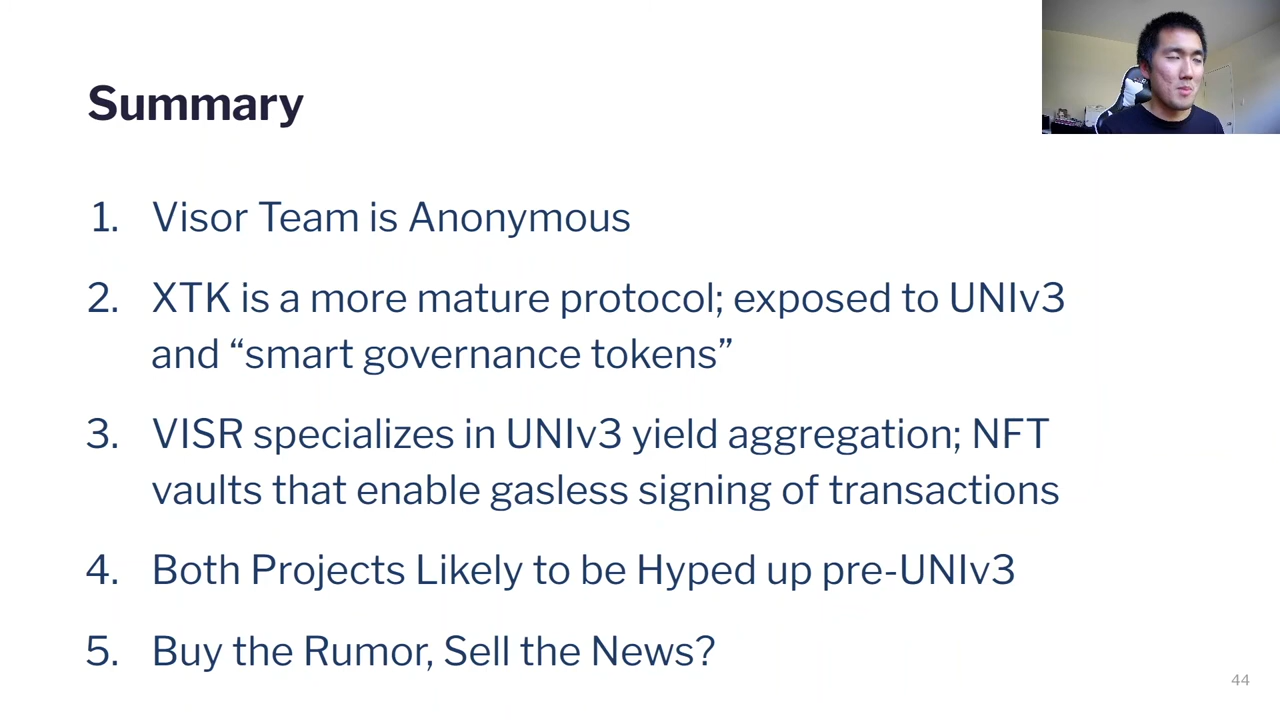 Summary
1. Visor Team is Anonymous
2. XTK is a more mature protocol; exposed to UNIv3
and “smart governance tokens”
3. VISR specializes in UNIv3 yield aggregation; NFT
vaults that enable gasless signing of transactions
4. Both Projects Likely to be Hyped up pre-UNIv3
5. Buy the Rumor, Sell the News?
44